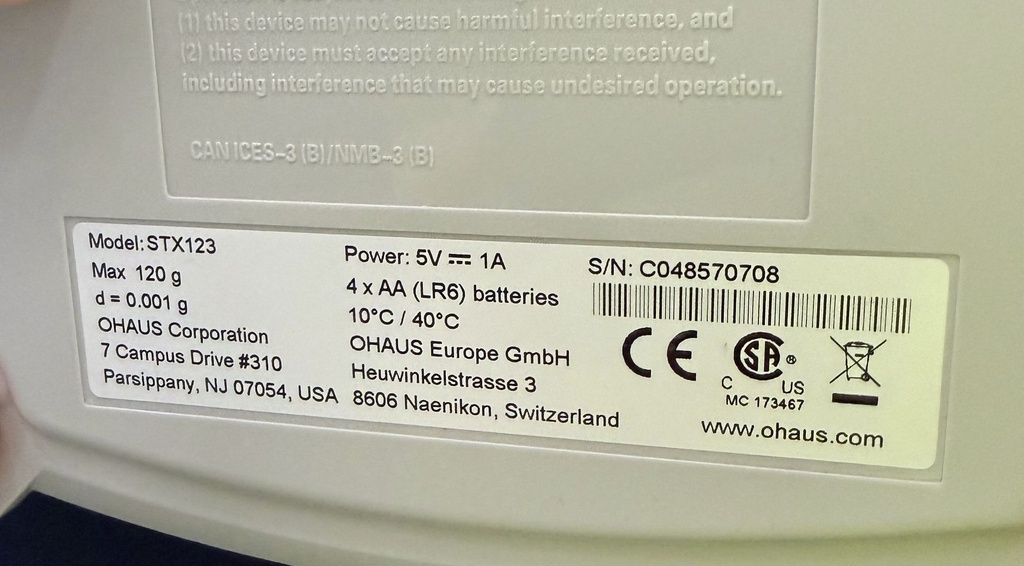 (1) this device may not cause harmful interference, and
(2) this device must accept any interference received,
including interference that may cause undesired operation.
CAN ICES-3 (B)/NMB-3 (B)
Model: STX123
Max 120 g
d = 0.001 g
OHAUS Corporation
7 Campus Drive #310
Parsippany, NJ 07054, USA
Power: 5V ⎓ 1A
4 x AA (LR6) batteries
10°C / 40°C
OHAUS Europe GmbH
Heuwinkelstrasse 3
8606 Naenikon, Switzerland
S/N: C048570708
CE
SA®
C US
MC 173467
www.ohaus.com